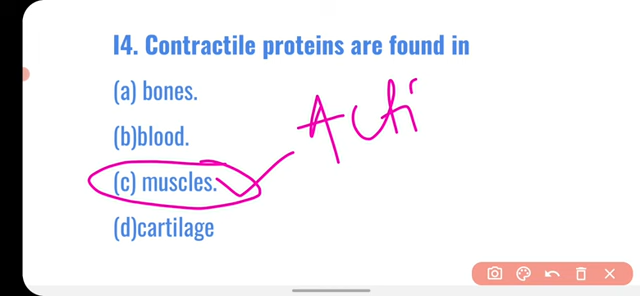 14. Contractile proteins are found in
(a) bones.
(b)blood.
Acti
(c) muscles.
(d)cartilage